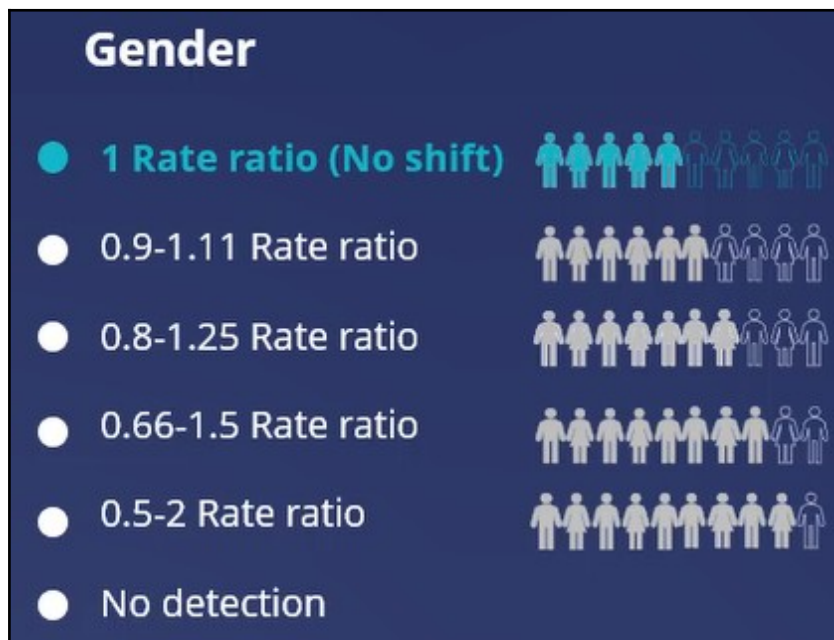 Gender
1 Rate ratio (No shift)
0.9-1.11 Rate ratio
0.8-1.25 Rate ratio
0.66-1.5 Rate ratio
0.5-2 Rate ratio
No detection